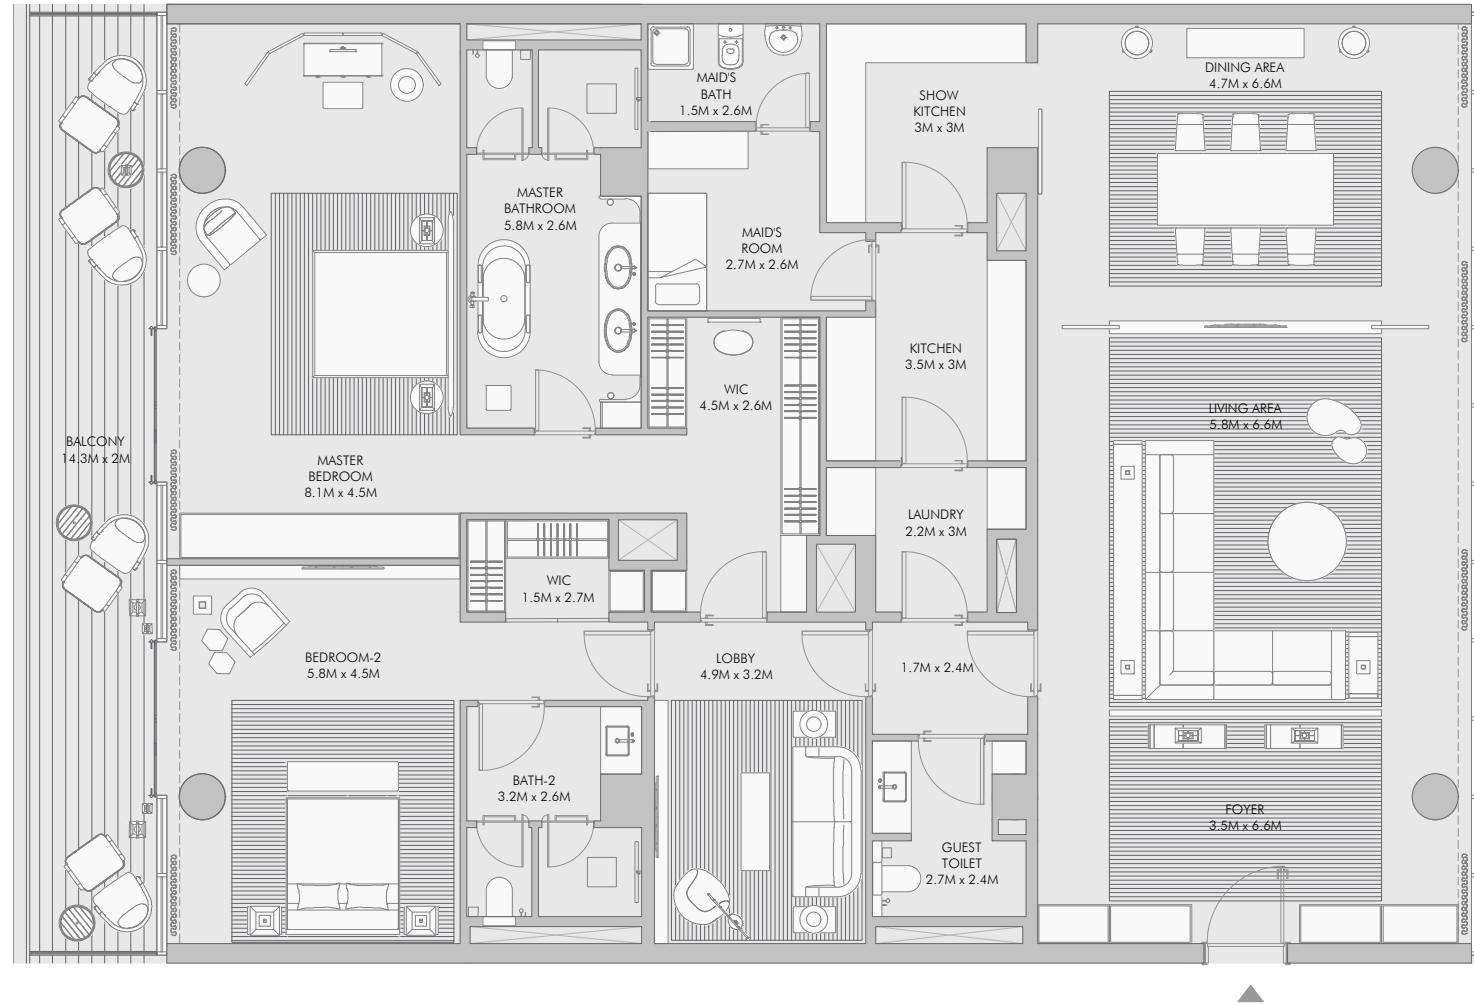 DINING AREA
4.7M x 6.6M
MAID'S
BATH
1.5M x 2.6M
SHOW
KITCHEN
3M x 3M
MASTER
BATHROOM
5.8M x 2.6M
MAID'S
ROOM
2.7M x 2.6M
KITCHEN
3.5M x 3M
WIC
4.5M x 2.6M
LIVING AREA
5.8M x 6.6M
BALCONY
14.3M x 2M
MASTER
BEDROOM
8.1M x 4.5M
LAUNDRY
2.2M x 3M
WIC
1.5M x 2.7M
BEDROOM-2
5.8M x 4.5M
LOBBY
4.9M x 3.2M
1.7M x 2.4M
BATH-2
3.2M x 2.6M
FOYER
3.5M x 6.6M
GUEST
TOILET
2.7M x 2.4M